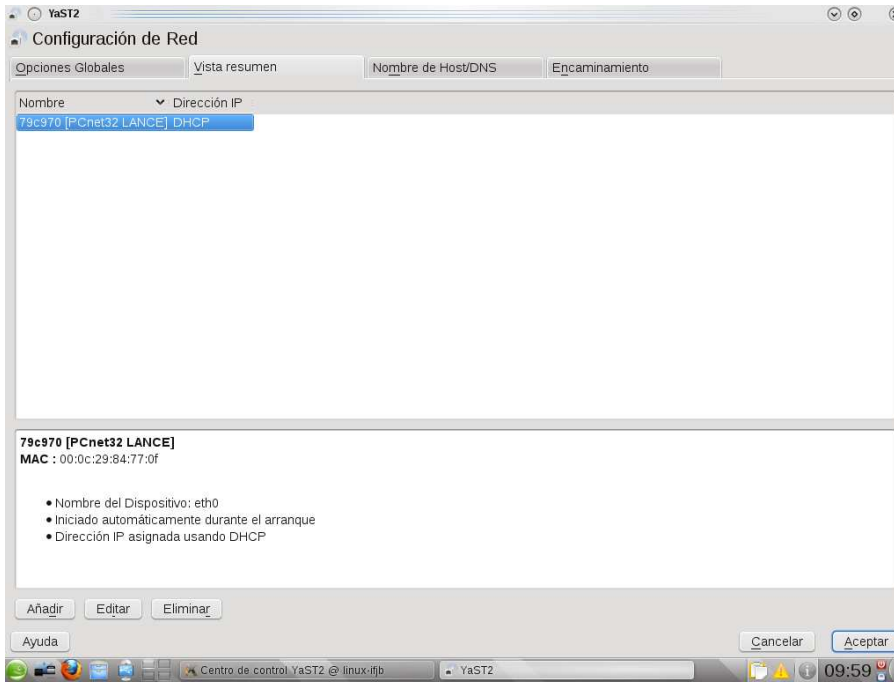 YaST2
Configuración de Red
Opciones Globales
Vista resumen
Nombre de Host/DNS
Encaminamiento
Nombre
Dirección IP
79c970 [PCnet32 LANCE] DHCP
79c970 [PCnet32 LANCE]
MAC : 00:0c:29:84:77:0f
Nombre del Dispositivo: eth0
Iniciado automáticamente durante el arranque
Dirección IP asignada usando DHCP
Añadir
Editar
Eliminar
Ayuda
Cancelar
Aceptar
Centro de control YaST2 @ linux-ifjb
YaST2
09:59